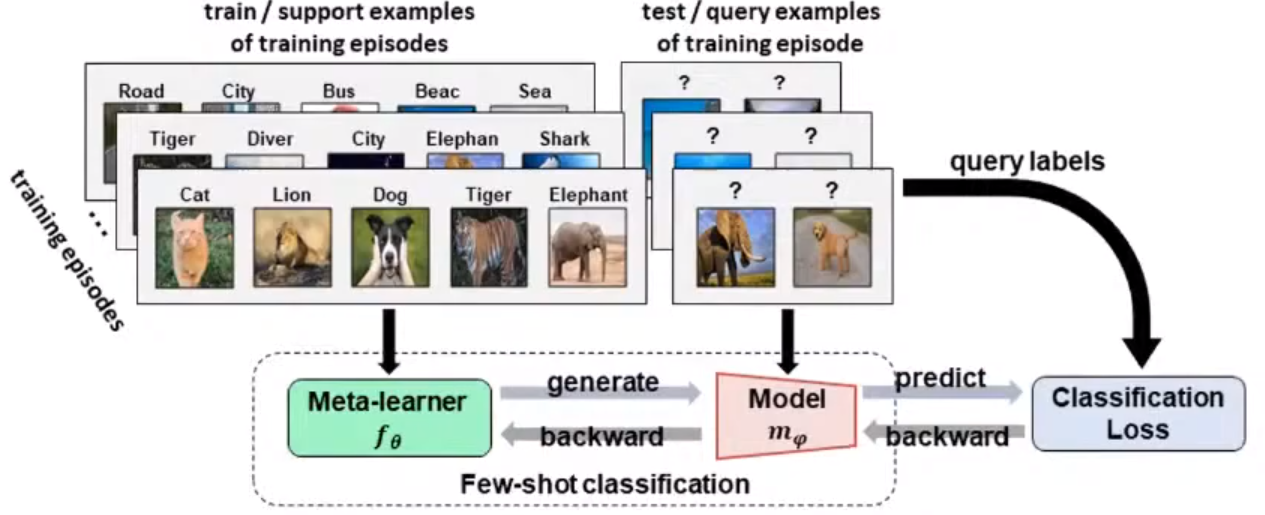 train / support examples
of training episodes
test / query examples
of training episode
Road City Bus Beac Sea
? ?
Tiger Diver City Elephan Shark
? ?
Cat Lion Dog Tiger Elephant
? ?
training episodes
...
query labels
Meta-learner
f_θ
generate
backward
Model
m_φ
predict
backward
Classification
Loss
Few-shot classification